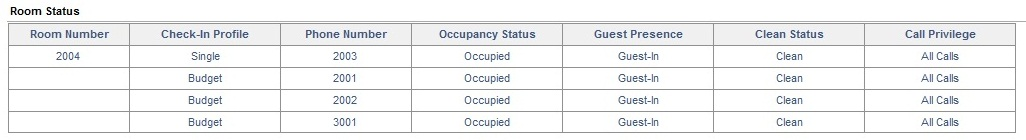 Room Status
Room Number Check-In Profile Phone Number Occupancy Status Guest Presence Clean Status Call Privilege
2004 Single 2003 Occupied Guest-In Clean All Calls
Budget 2001 Occupied Guest-In Clean All Calls
Budget 2002 Occupied Guest-In Clean All Calls
Budget 3001 Occupied Guest-In Clean All Calls